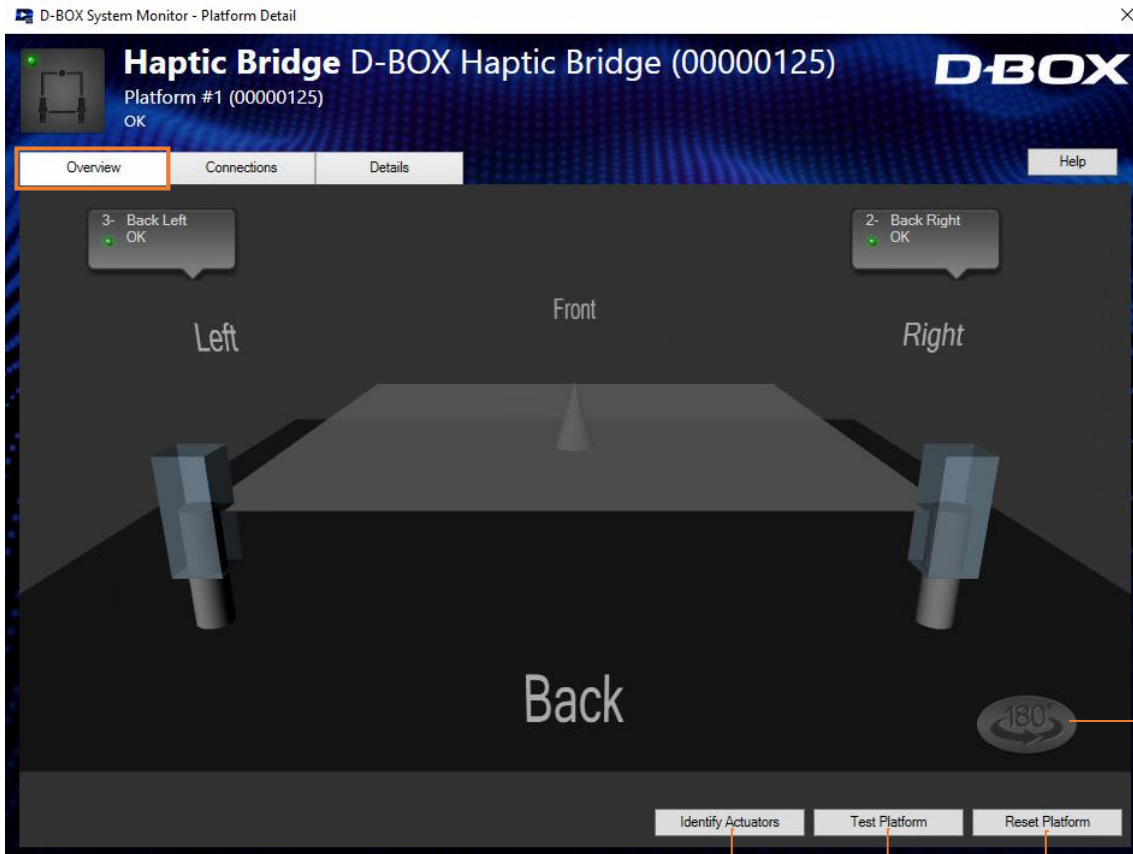 D-BOX System Monitor - Platform Detail
Haptic Bridge D-BOX Haptic Bridge (00000125)
D-BOX
Platform #1 (00000125)
OK
Overview
Connections
Details
Help
3- Back Left
OK
2- Back Right
OK
Front
Left
Right
Back
180°
Identify Actuators
Test Platform
Reset Platform